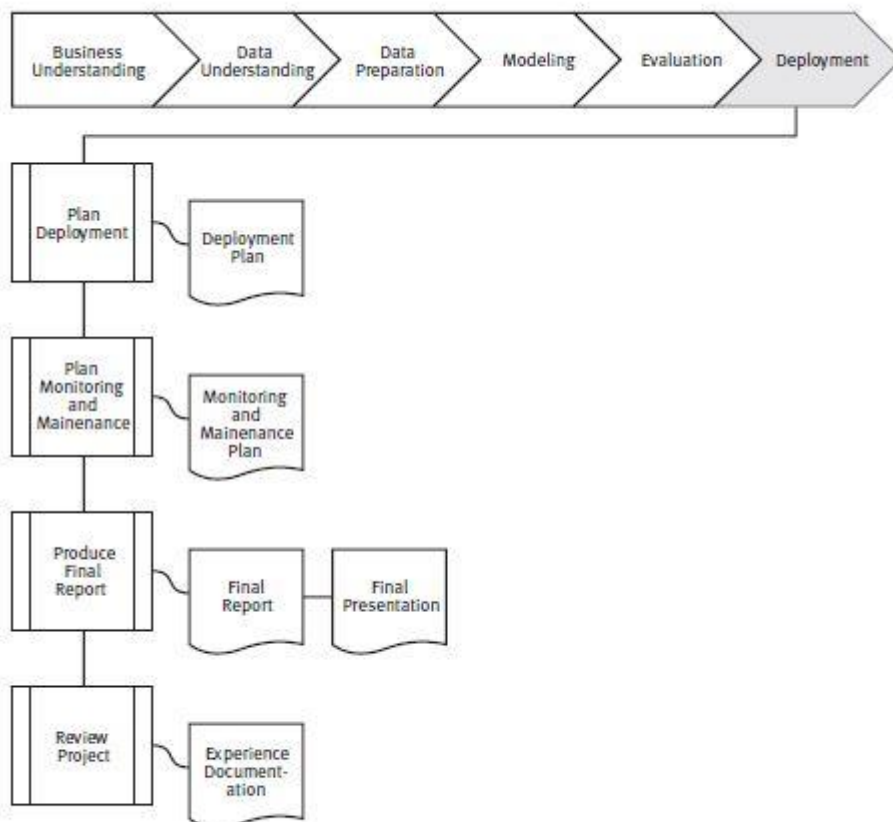 Business
Understanding
Data
Understanding
Data
Preparation
Modeling
Evaluation
Deployment
Plan
Deployment
Deployment
Plan
Plan
Monitoring
and
Mainenance
Monitoring
and
Mainenance
Plan
Produce
Final
Report
Final
Report
Final
Presentation
Review
Project
Experience
Document-
ation